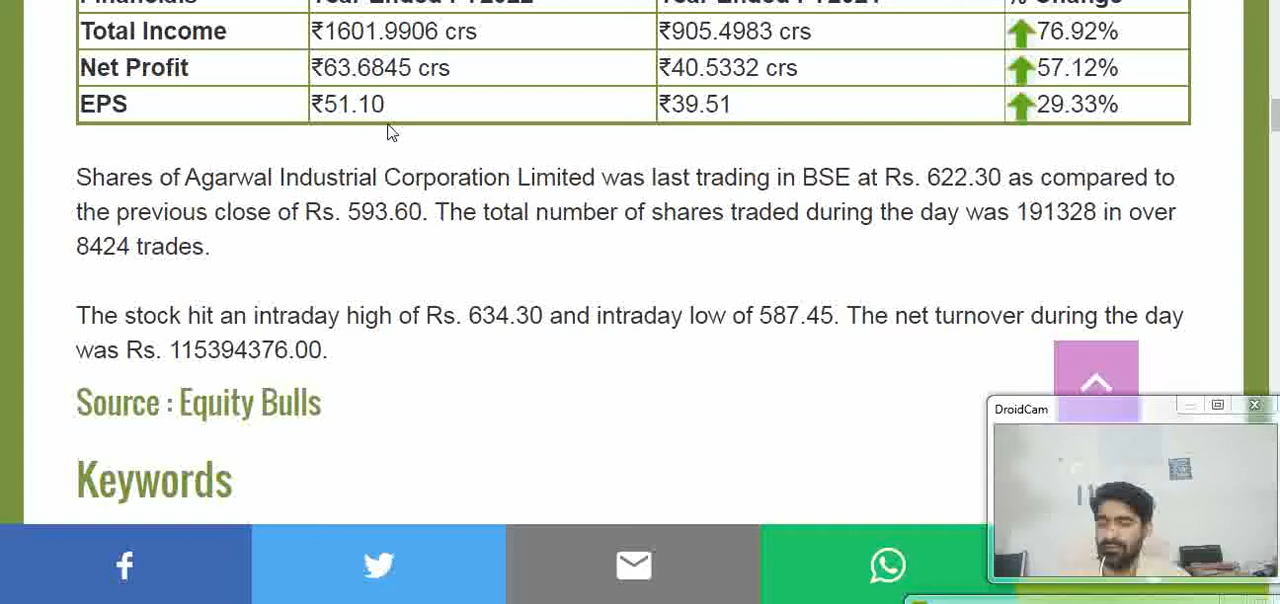 Total Income ₹1601.9906 crs ₹905.4983 crs 76.92%
Net Profit ₹63.6845 crs ₹40.5332 crs 57.12%
EPS ₹51.10 ₹39.51 29.33%
Shares of Agarwal Industrial Corporation Limited was last trading in BSE at Rs. 622.30 as compared to
the previous close of Rs. 593.60. The total number of shares traded during the day was 191328 in over
8424 trades.
The stock hit an intraday high of Rs. 634.30 and intraday low of 587.45. The net turnover during the day
was Rs. 115394376.00.
Source : Equity Bulls
DroidCam
Keywords